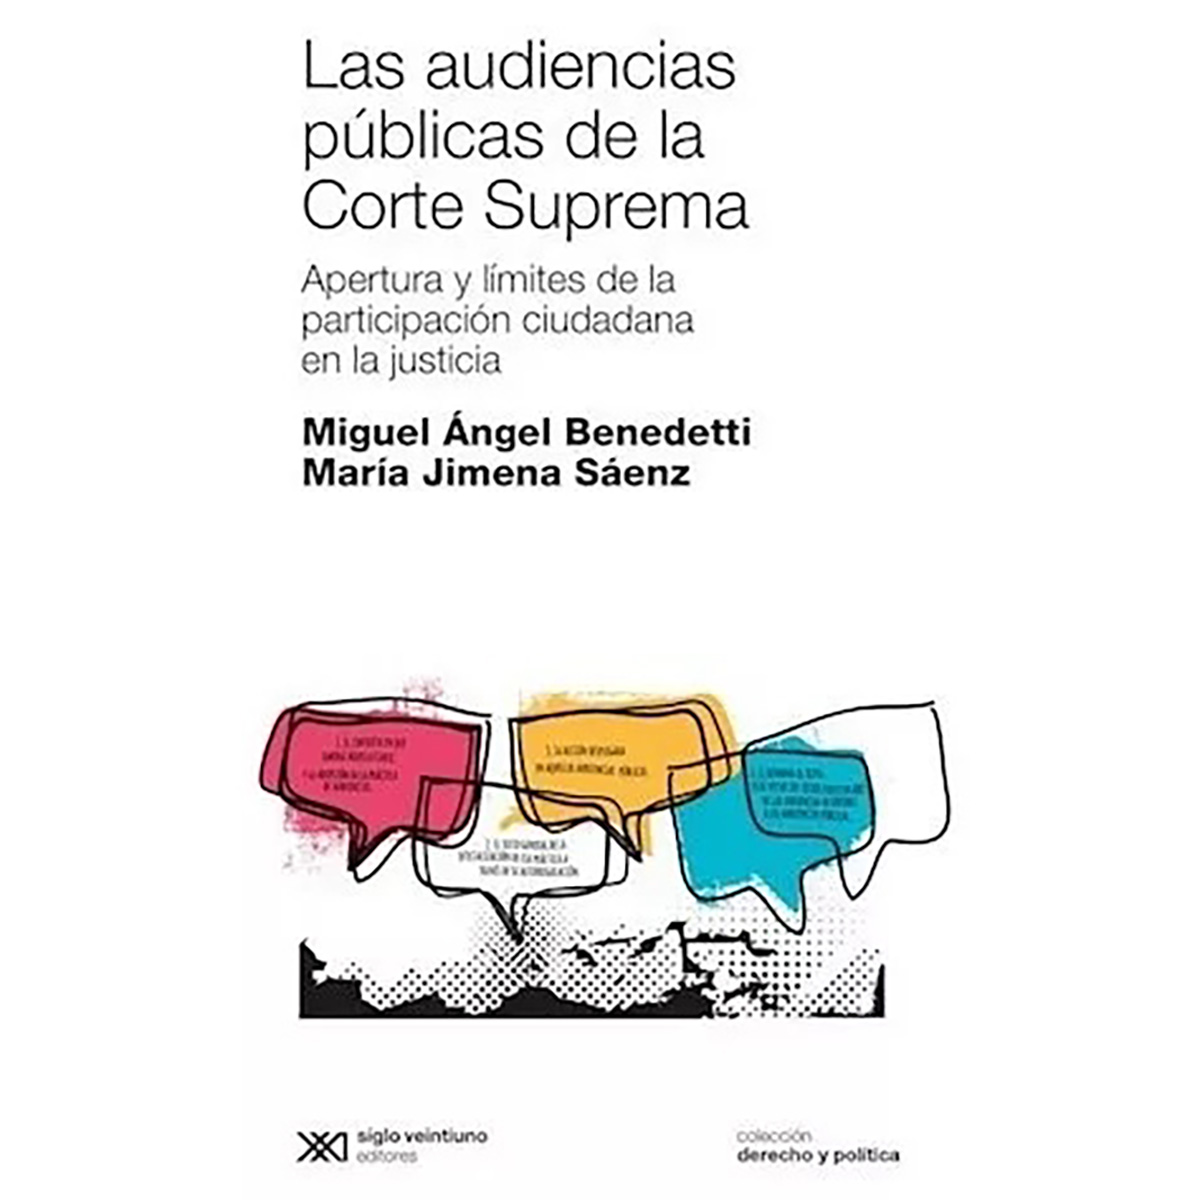 Las audiencias
públicas de la
Corte Suprema
Apertura y límites de la
participación ciudadana
en la justicia
Miguel Ángel Benedetti
María Jimena Sáenz
siglo veintiuno
editores
colección
derecho y política